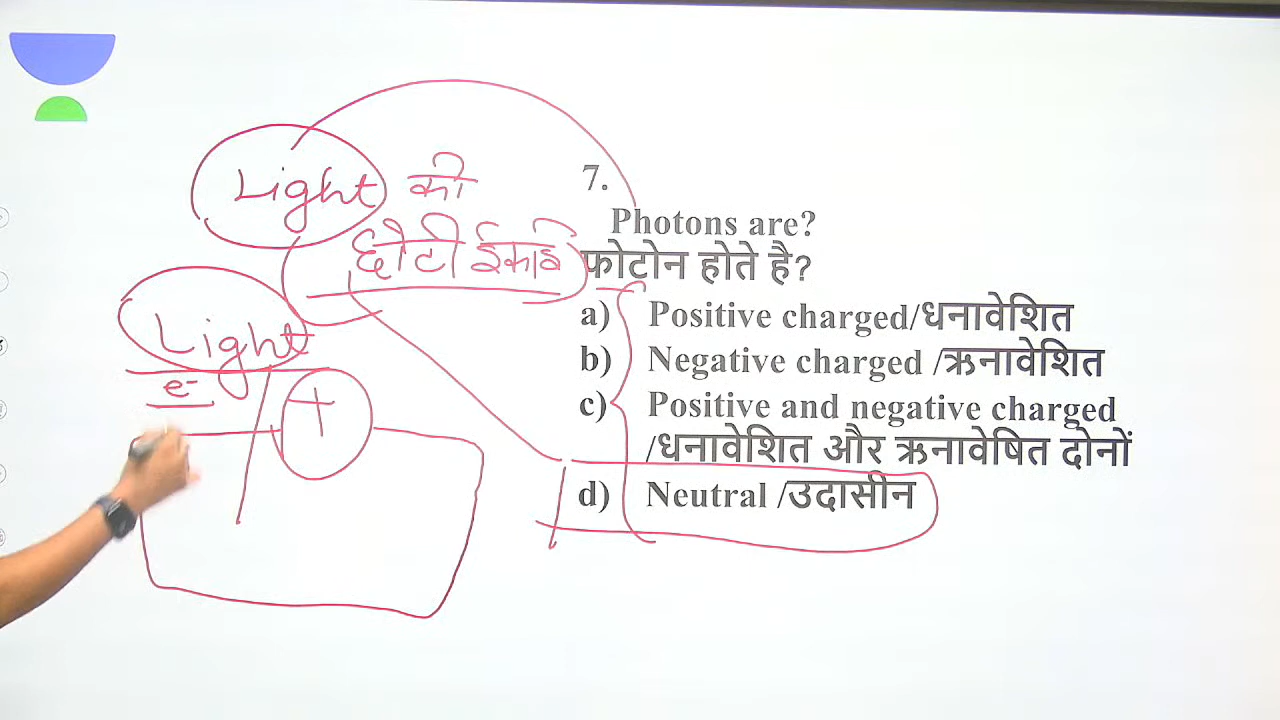 Light की
छोटी ईकाई
Light
e-
+
7.
Photons are?
फोटोन होते है?
a) Positive charged/धनावेशित
b) Negative charged /ऋनावेशित
c) Positive and negative charged
/धनावेशित और ऋनावेषित दोनों
d) Neutral /उदासीन